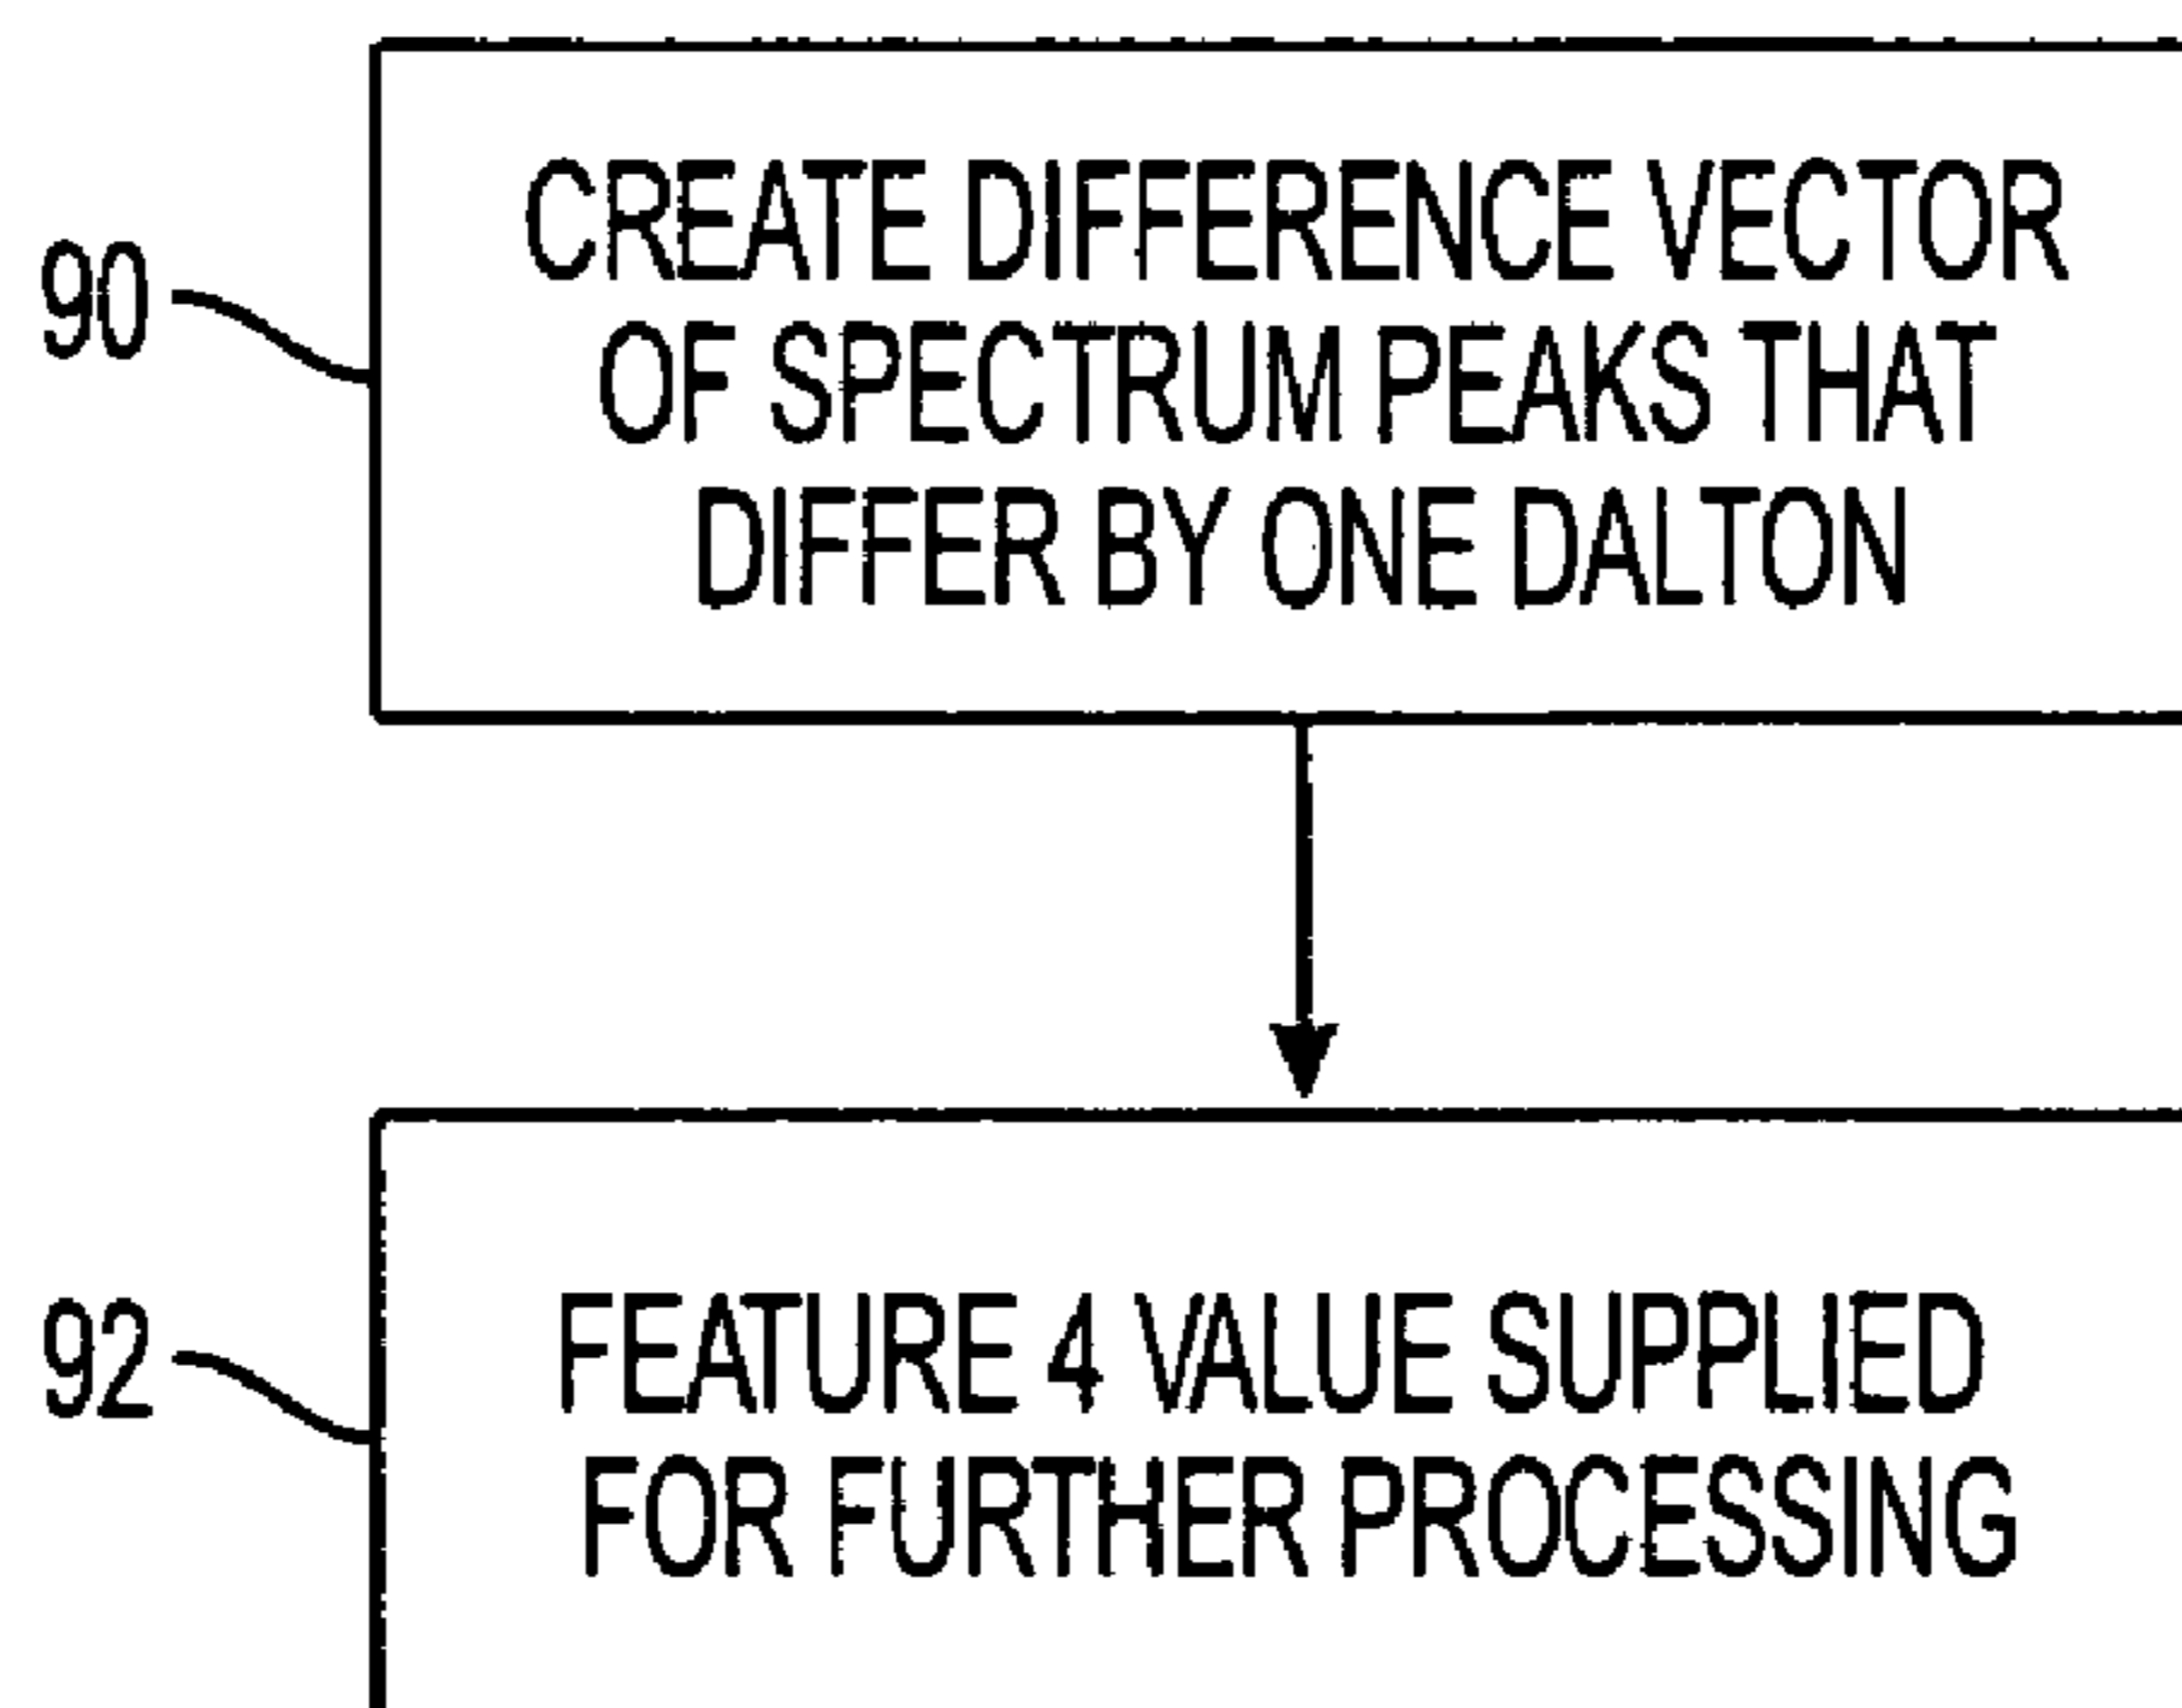 90
CREATE DIFFERENCE VECTOR
OF SPECTRUM PEAKS THAT
DIFFER BY ONE DALTON
92
FEATURE 4 VALUE SUPPLIED
FOR FURTHER PROCESSING